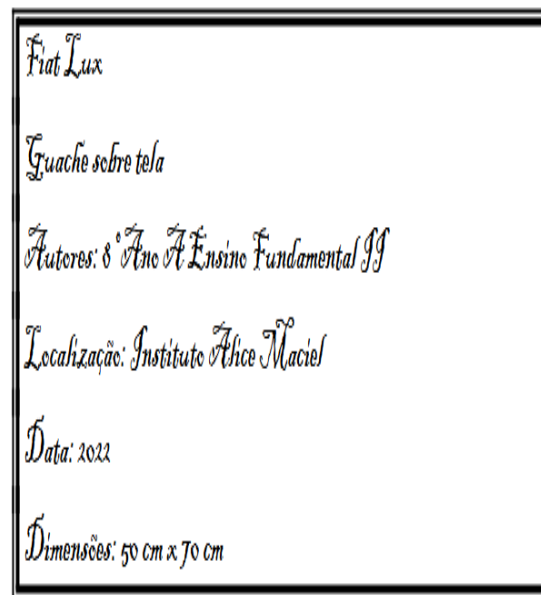 Fiat Lux
Guache sobre tela
Autores: 8° Ano A Ensino Fundamental II
Localização: Instituto Alice Maciel
Data: 2022
Dimensões: 50 cm x 70 cm